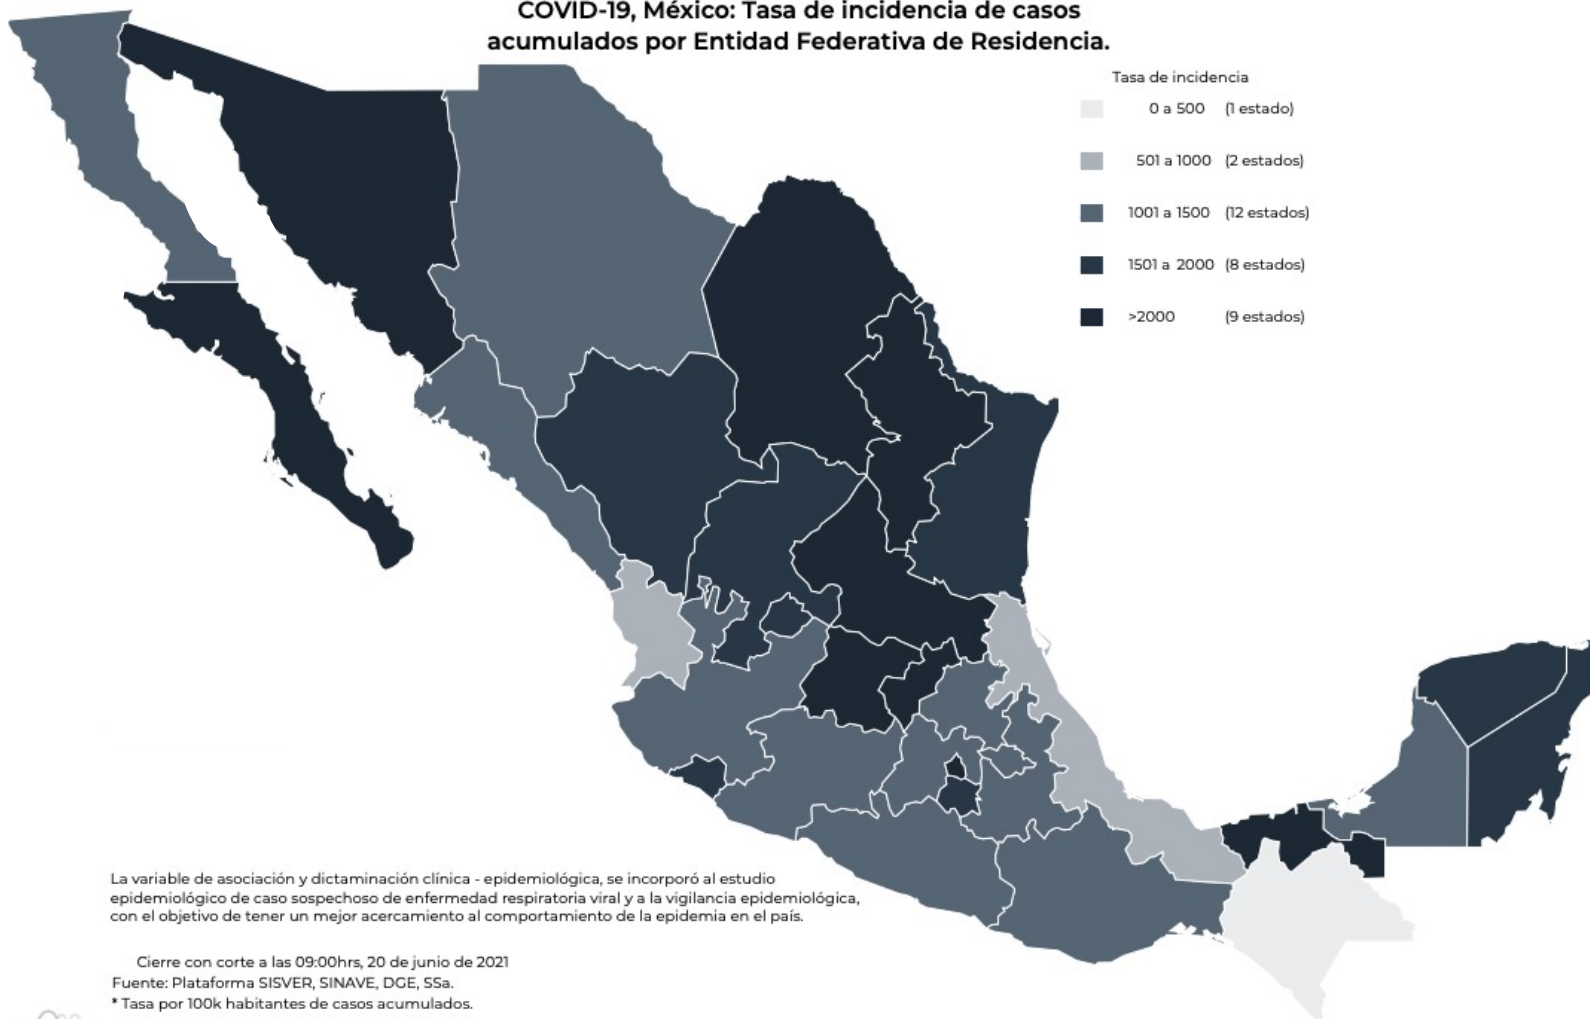 COVID-19, México: Tasa de incidencia de casos
acumulados por Entidad Federativa de Residencia.
Tasa de incidencia
0 a 500 (1 estado)
501 a 1000 (2 estados)
1001 a 1500 (12 estados)
1501 a 2000 (8 estados)
>2000 (9 estados)
La variable de asociación y dictaminación clínica - epidemiológica, se incorporó al estudio
epidemiológico de caso sospechoso de enfermedad respiratoria viral y a la vigilancia epidemiológica,
con el objetivo de tener un mejor acercamiento al comportamiento de la epidemia en el país.
Cierre con corte a las 09:00hrs, 20 de junio de 2021
Fuente: Plataforma SISVER, SINAVE, DGE, SSa.
* Tasa por 100k habitantes de casos acumulados.